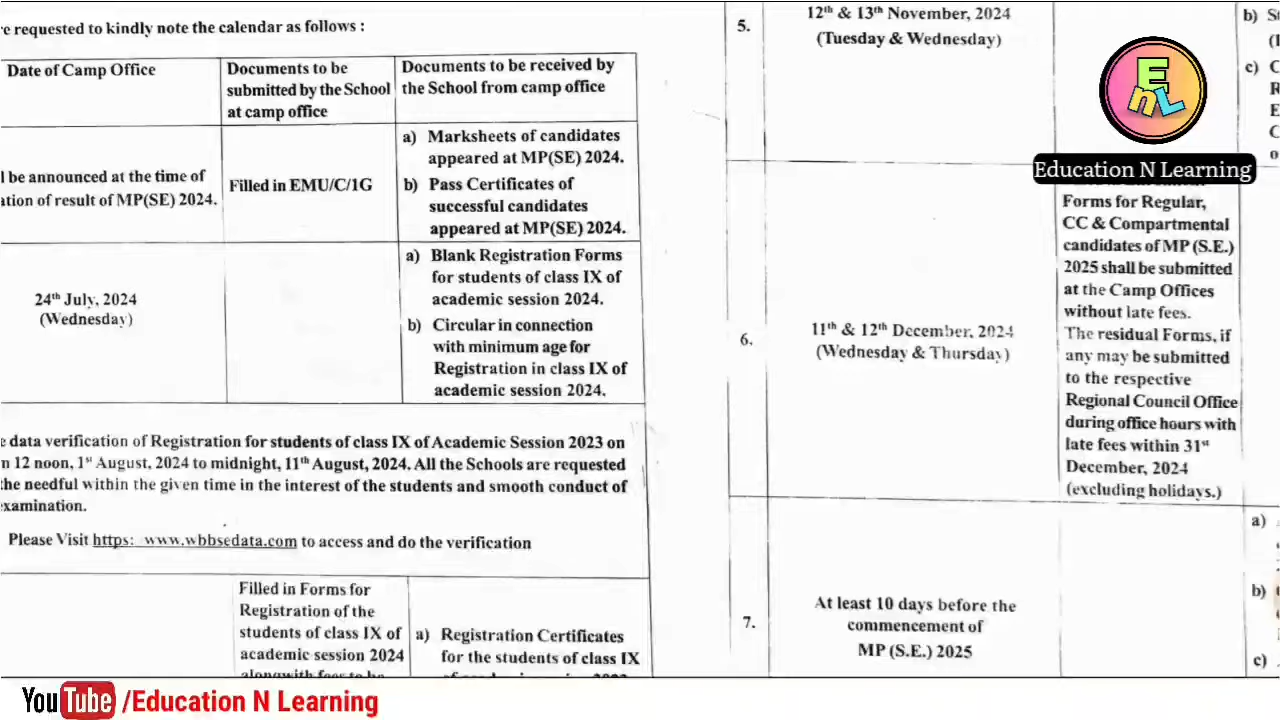 e requested to kindly note the calendar as follows :
Date of Camp Office
Documents to be
submitted by the School
at camp office
Documents to be received by
the School from camp office
l be announced at the time of
ation of result of MP(SE) 2024.
Filled in EMU/C/1G
a) Marksheets of candidates
appeared at MP(SE) 2024.
b) Pass Certificates of
successful candidates
appeared at MP(SE) 2024.
24th July, 2024
(Wednesday)
a) Blank Registration Forms
for students of class IX of
academic session 2024.
b) Circular in connection
with minimum age for
Registration in class IX of
academic session 2024.
e data verification of Registration for students of class IX of Academic Session 2023 on
n 12 noon, 1st August, 2024 to midnight, 11th August, 2024. All the Schools are requested
the needful within the given time in the interest of the students and smooth conduct of
xamination.
Please Visit https: www.wbbsedata.com to access and do the verification
Filled in Forms for
Registration of the
students of class IX of
academic session 2024
alongwith fees to be
a) Registration Certificates
for the students of class IX
5.
12th & 13th November, 2024
(Tuesday & Wednesday)
b) S
c) C
R
E
C
o
EnL
Education N Learning
6.
11th & 12th December, 2024
(Wednesday & Thursday)
Forms for Regular,
CC & Compartmental
candidates of MP (S.E.)
2025 shall be submitted
at the Camp Offices
without late fees.
The residual Forms, if
any may be submitted
to the respective
Regional Council Office
during office hours with
late fees within 31st
December, 2024
(excluding holidays.)
7.
At least 10 days before the
commencement of
MP (S.E.) 2025
a)
b)
c)
YouTube /Education N Learning